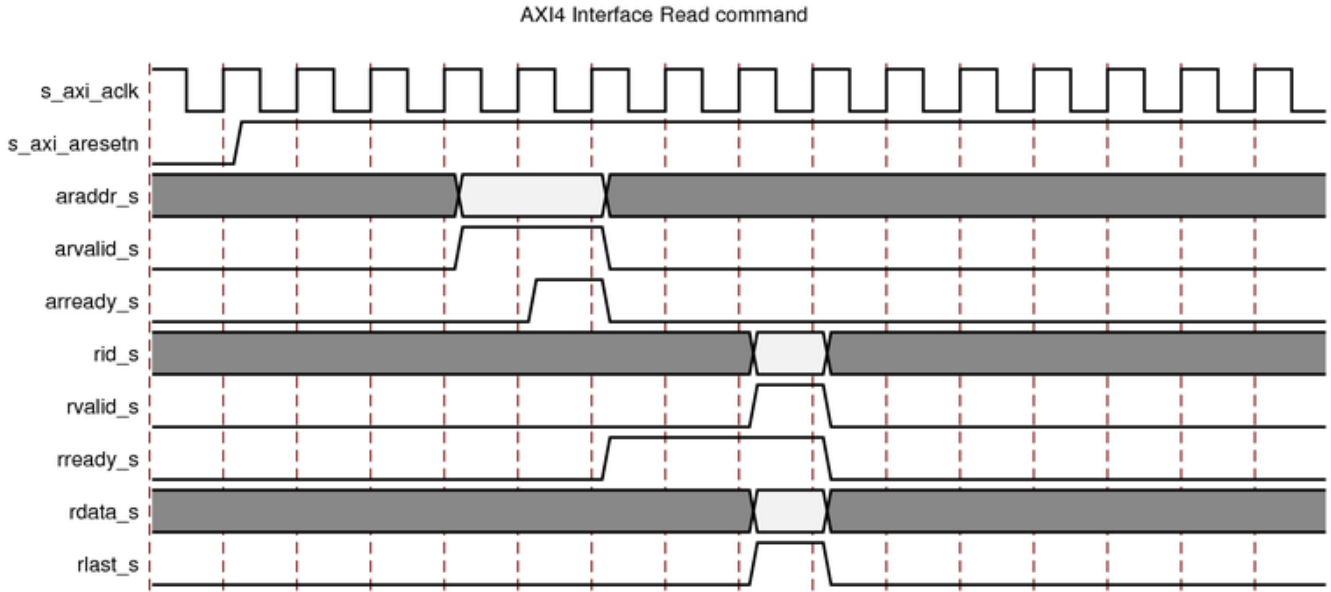 AXI4 Interface Read command
s_axi_aclk
s_axi_aresetn
araddr_s
arvalid_s
arready_s
rid_s
rvalid_s
rready_s
rdata_s
rlast_s